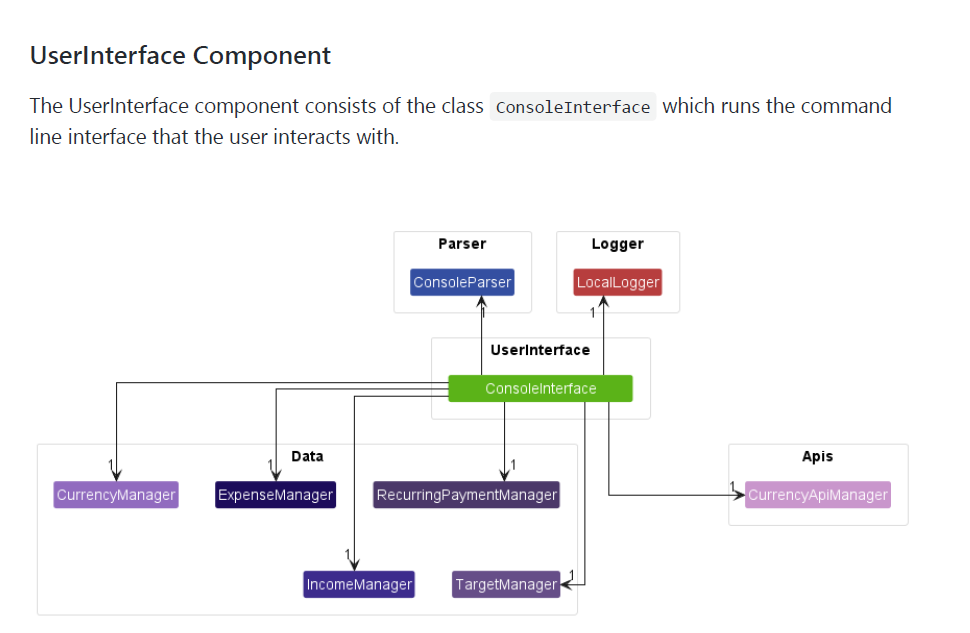 UserInterface Component
The UserInterface component consists of the class ConsoleInterface which runs the command
line interface that the user interacts with.
Parser
Logger
ConsoleParser
LocalLogger
1
1
UserInterface
ConsoleInterface
Data
Apis
1
1
1
1
CurrencyManager
ExpenseManager
RecurringPaymentManager
CurrencyApiManager
1
1
IncomeManager
TargetManager